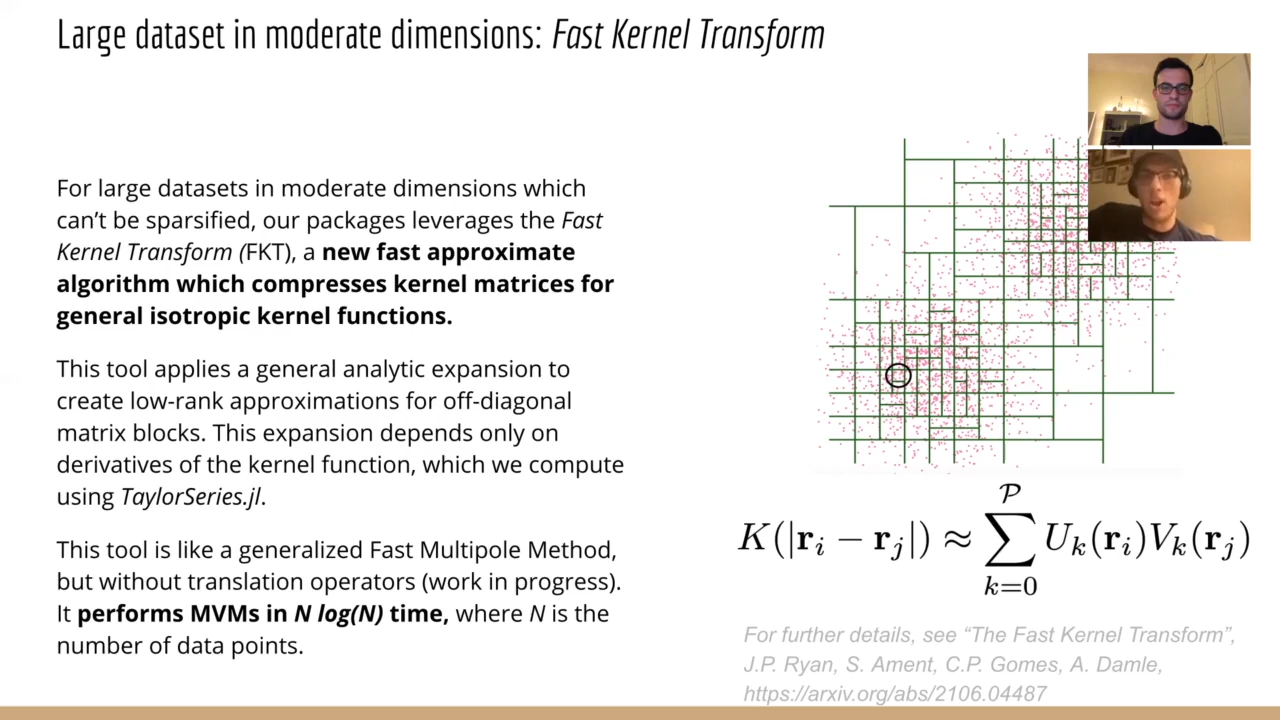 Large dataset in moderate dimensions: Fast Kernel Transform
For large datasets in moderate dimensions which
can’t be sparsified, our packages leverages the Fast
Kernel Transform (FKT), a new fast approximate
algorithm which compresses kernel matrices for
general isotropic kernel functions.
This tool applies a general analytic expansion to
create low-rank approximations for off-diagonal
matrix blocks. This expansion depends only on
derivatives of the kernel function, which we compute
using TaylorSeries.jl.
This tool is like a generalized Fast Multipole Method,
but without translation operators (work in progress).
It performs MVMs in N log(N) time, where N is the
number of data points.
K(|r_i − r_j|) ≈ ∑_{k=0}^{𝒫} U_k(r_i)V_k(r_j)
For further details, see “The Fast Kernel Transform”,
J.P. Ryan, S. Ament, C.P. Gomes, A. Damle,
https://arxiv.org/abs/2106.04487